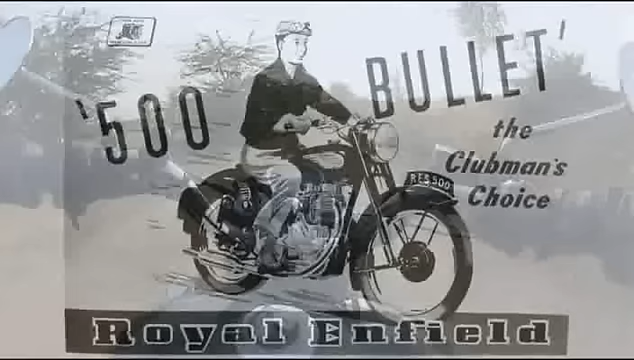 '500 BULLET'
the
Clubman's
Choice
RES 500
Royal Enfield